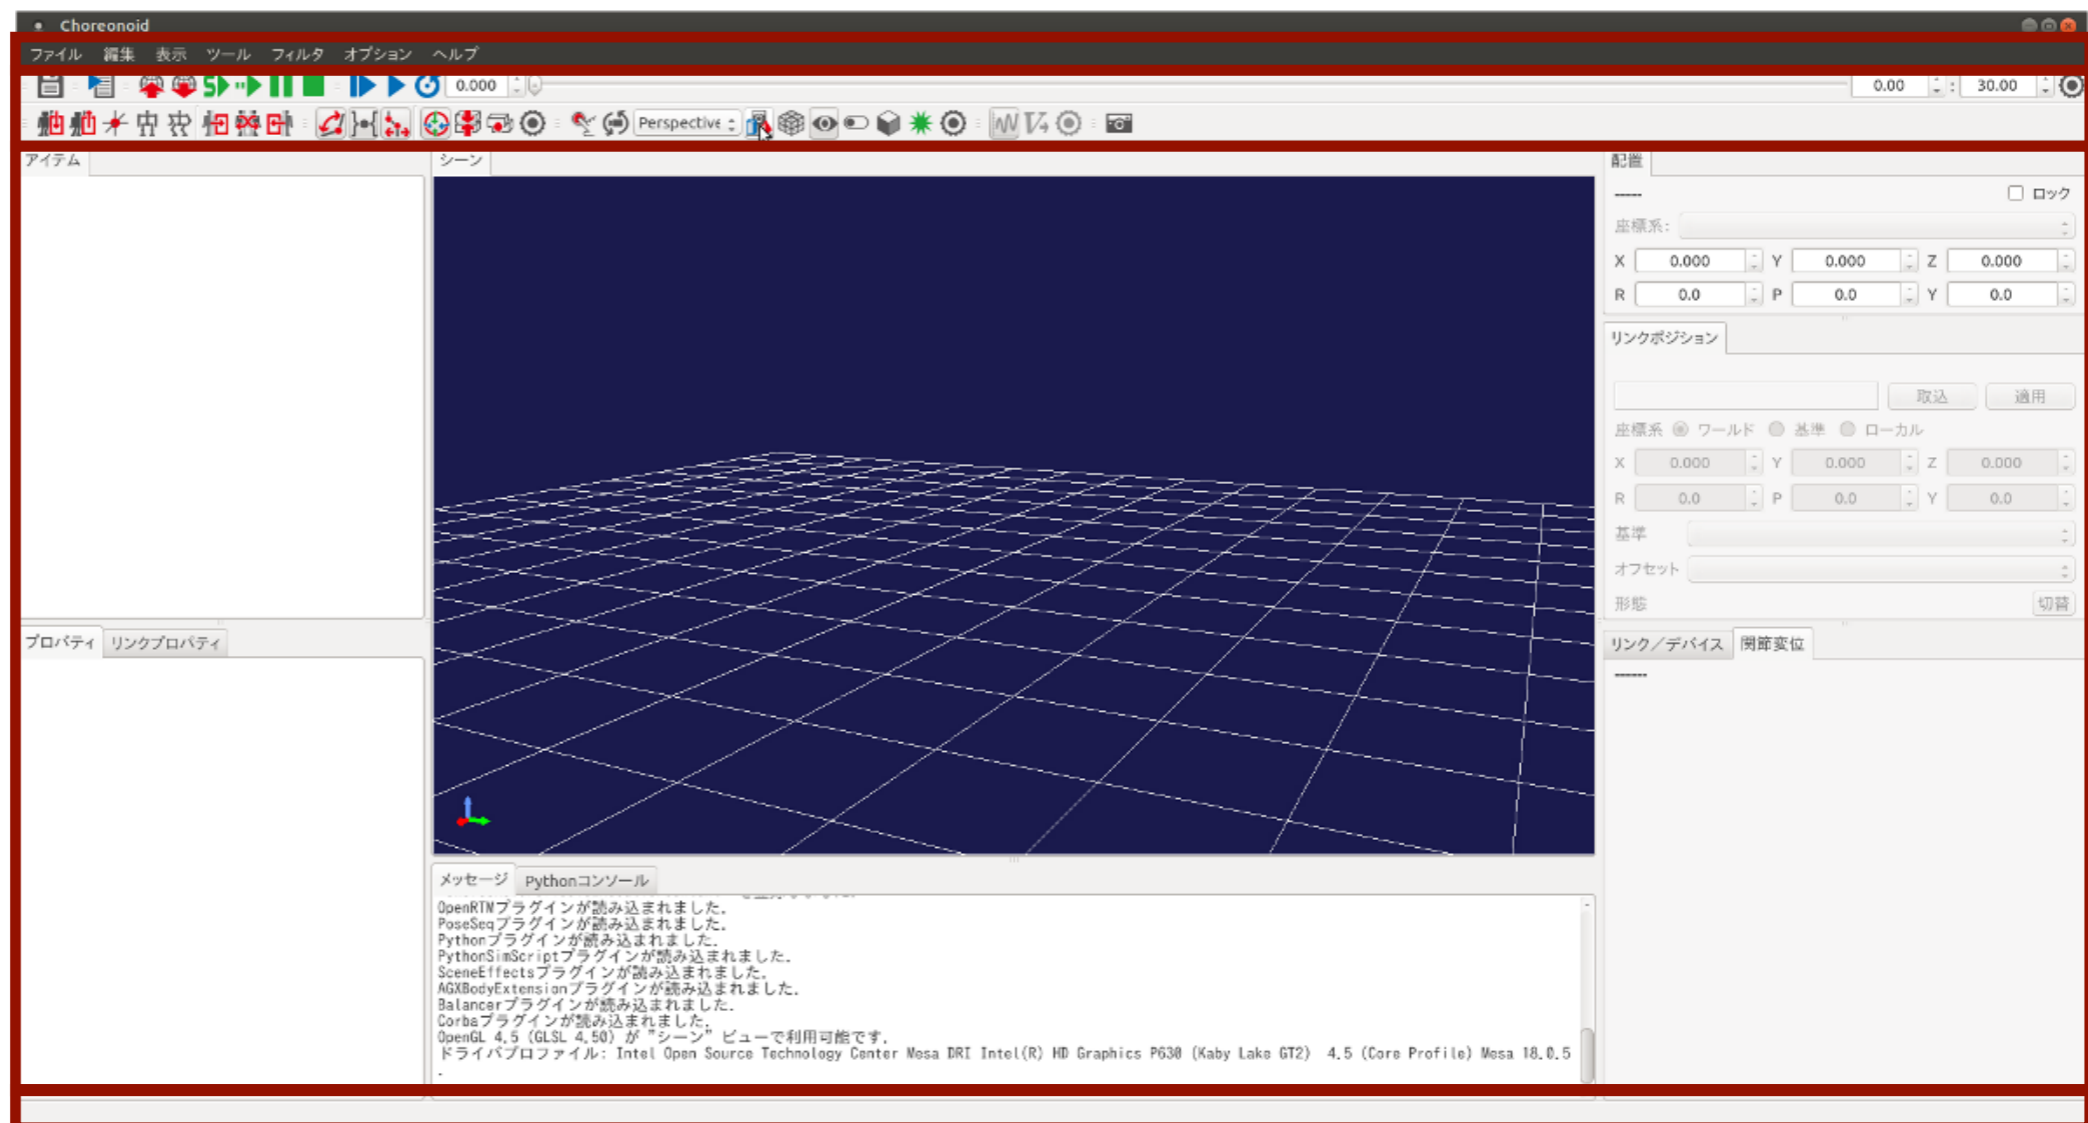 Choreonoid
ファイル 編集 表示 ツール フィルタ オプション ヘルプ
0.000 0.00 : 30.00
Perspective
アイテム
シーン
配置
-----
ロック
座標系:
X 0.000 Y 0.000 Z 0.000
R 0.0 P 0.0 Y 0.0
リンクポジション
取込 適用
座標系 ワールド 基準 ローカル
X 0.000 Y 0.000 Z 0.000
R 0.0 P 0.0 Y 0.0
基準
オフセット
形態 切替
プロパティ リンクプロパティ
リンク／デバイス 関節変位
------
メッセージ Pythonコンソール
OpenRTMプラグインが読み込まれました。
PoseSeqプラグインが読み込まれました。
Pythonプラグインが読み込まれました。
PythonSimScriptプラグインが読み込まれました。
SceneEffectsプラグインが読み込まれました。
AGXBodyExtensionプラグインが読み込まれました。
Balancerプラグインが読み込まれました。
Corbaプラグインが読み込まれました。
OpenGL 4.5 (GLSL 4.50) が "シーン" ビューで利用可能です。
ドライバプロファイル: Intel Open Source Technology Center Mesa DRI Intel(R) HD Graphics P630 (Kaby Lake GT2) 4.5 (Core Profile) Mesa 18.0.5
.